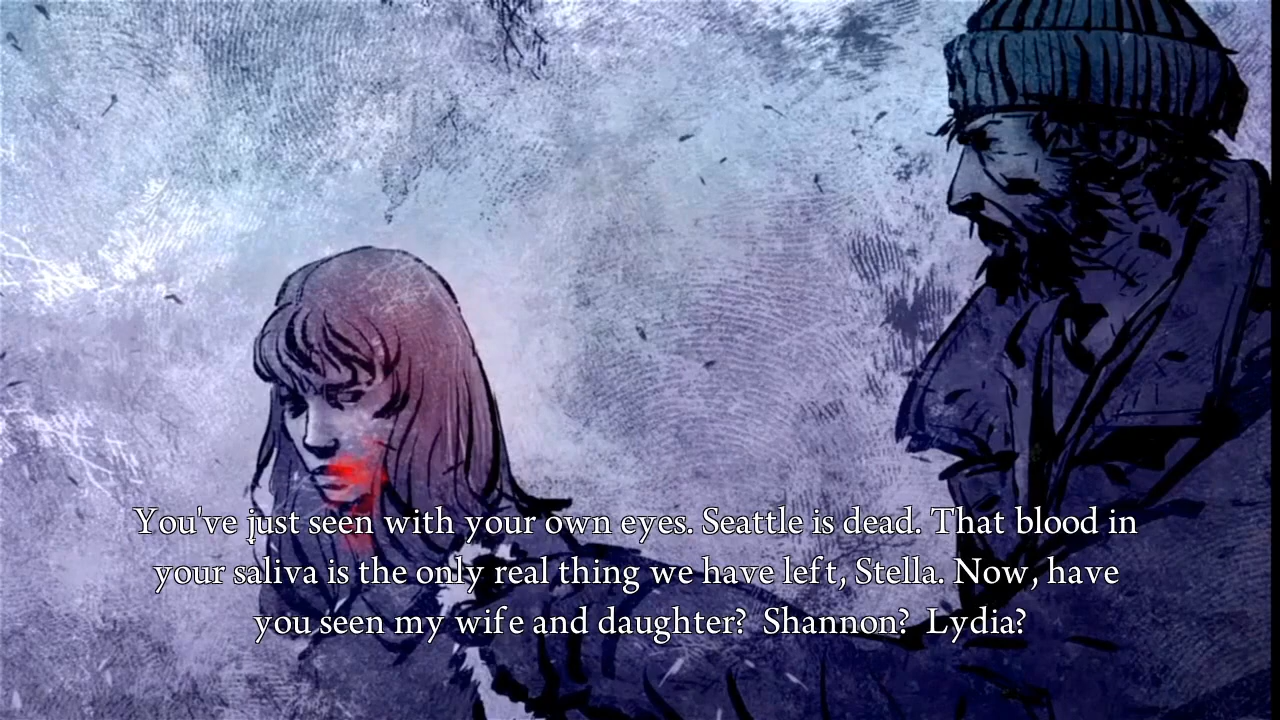 You've just seen with your own eyes. Seattle is dead. That blood in
your saliva is the only real thing we have left, Stella. Now, have
you seen my wife and daughter?  Shannon?  Lydia?